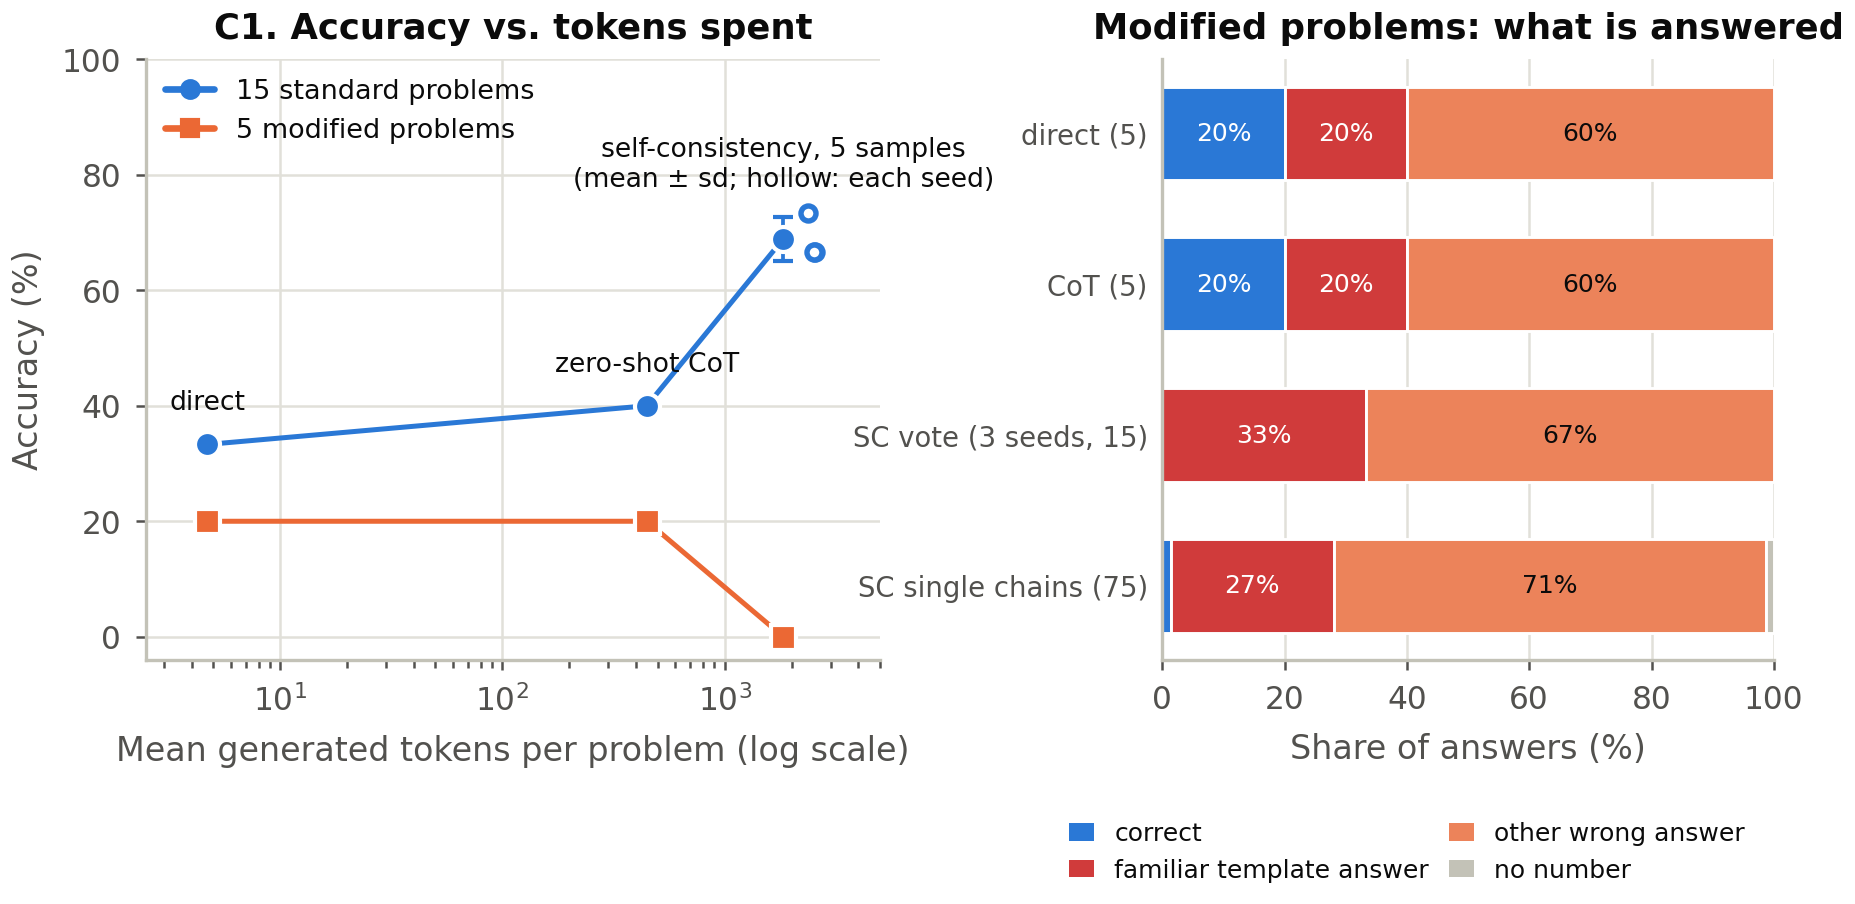 C1. Accuracy vs. tokens spent
15 standard problems
5 modified problems
self-consistency, 5 samples
(mean ± sd; hollow: each seed)
zero-shot CoT
direct
Accuracy (%)
100
80
60
40
20
0
10¹
10²
10³
Mean generated tokens per problem (log scale)
Modified problems: what is answered
direct (5)
20%
20%
60%
CoT (5)
20%
20%
60%
SC vote (3 seeds, 15)
33%
67%
SC single chains (75)
27%
71%
0
20
40
60
80
100
Share of answers (%)
correct
familiar template answer
other wrong answer
no number